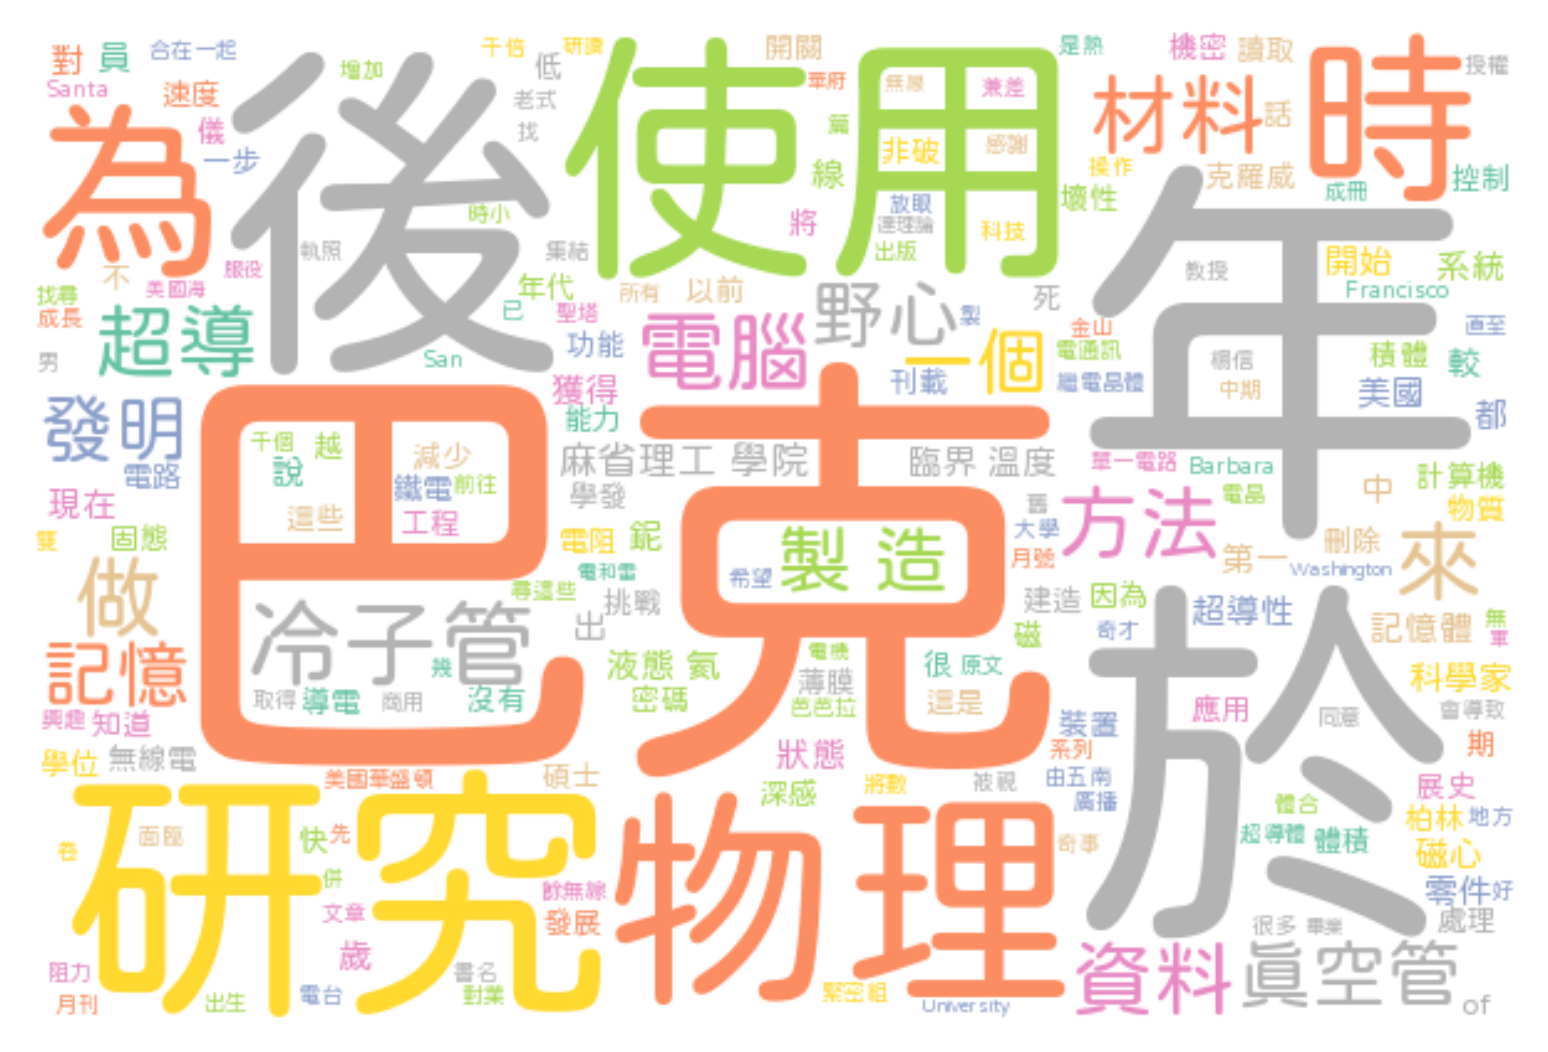 對 員 合在一起
Santa 速度
儀
一步
為
後
增加
千倍 研讀
低
老式
找
使用
開關
華府
無線
兼差
篇
非破
感謝
線
放眼
將
科技
出版
是熱
機密 讀取
材料
話
時
授權
操作
克羅威
壞性
成冊
控制
時小
執照
集結
服役
不
美國海
找尋
成長
年代
所有 以前
已 聖塔
野心
製
死
年
教授
開始
系統
Francisco
金山
直至
超導
男
San
功能
電腦
一個
電通訊
楊信
中期
積體
較
刊載
繼電晶體
美國
都
發明
電路
現在
獲得
能力
巴克
千個 越
說
減少
鐵電
前往
這些
工程
麻省理工 學院
學發
臨界 溫度
單一電路 Barbara
電晶
中
計算機
物質
舊
大學
月號
方法
第一
刪除
Washington
來
雙
固態
電阻
鈮
電和雷
尋這些
製造
希望
挑戰
出
建造
因為
奇才
超導性
記憶體
無
軍
做
冷子管
幾
記憶
取得
導電
商用
沒有
液態 氦
密碼
電機
薄膜
芭芭拉
很 原文
這是
磁
於
科學家
會導致
應用
同意
期
興趣 知道
學位
無線電
美國華盛頓
碩士
狀態
深感
將數
被視
裝置
系列
由五南
廣播
展史
體合
柏林 地方
超導體 體積
磁心
研究
面臨
卷
快 先
併
文章
歲
餘無線
發展
書名
對業
物理
奇事
零件 好
處理
很多 畢業
阻力
月刊
出生
電台
緊密組
University
資料
真空管
of